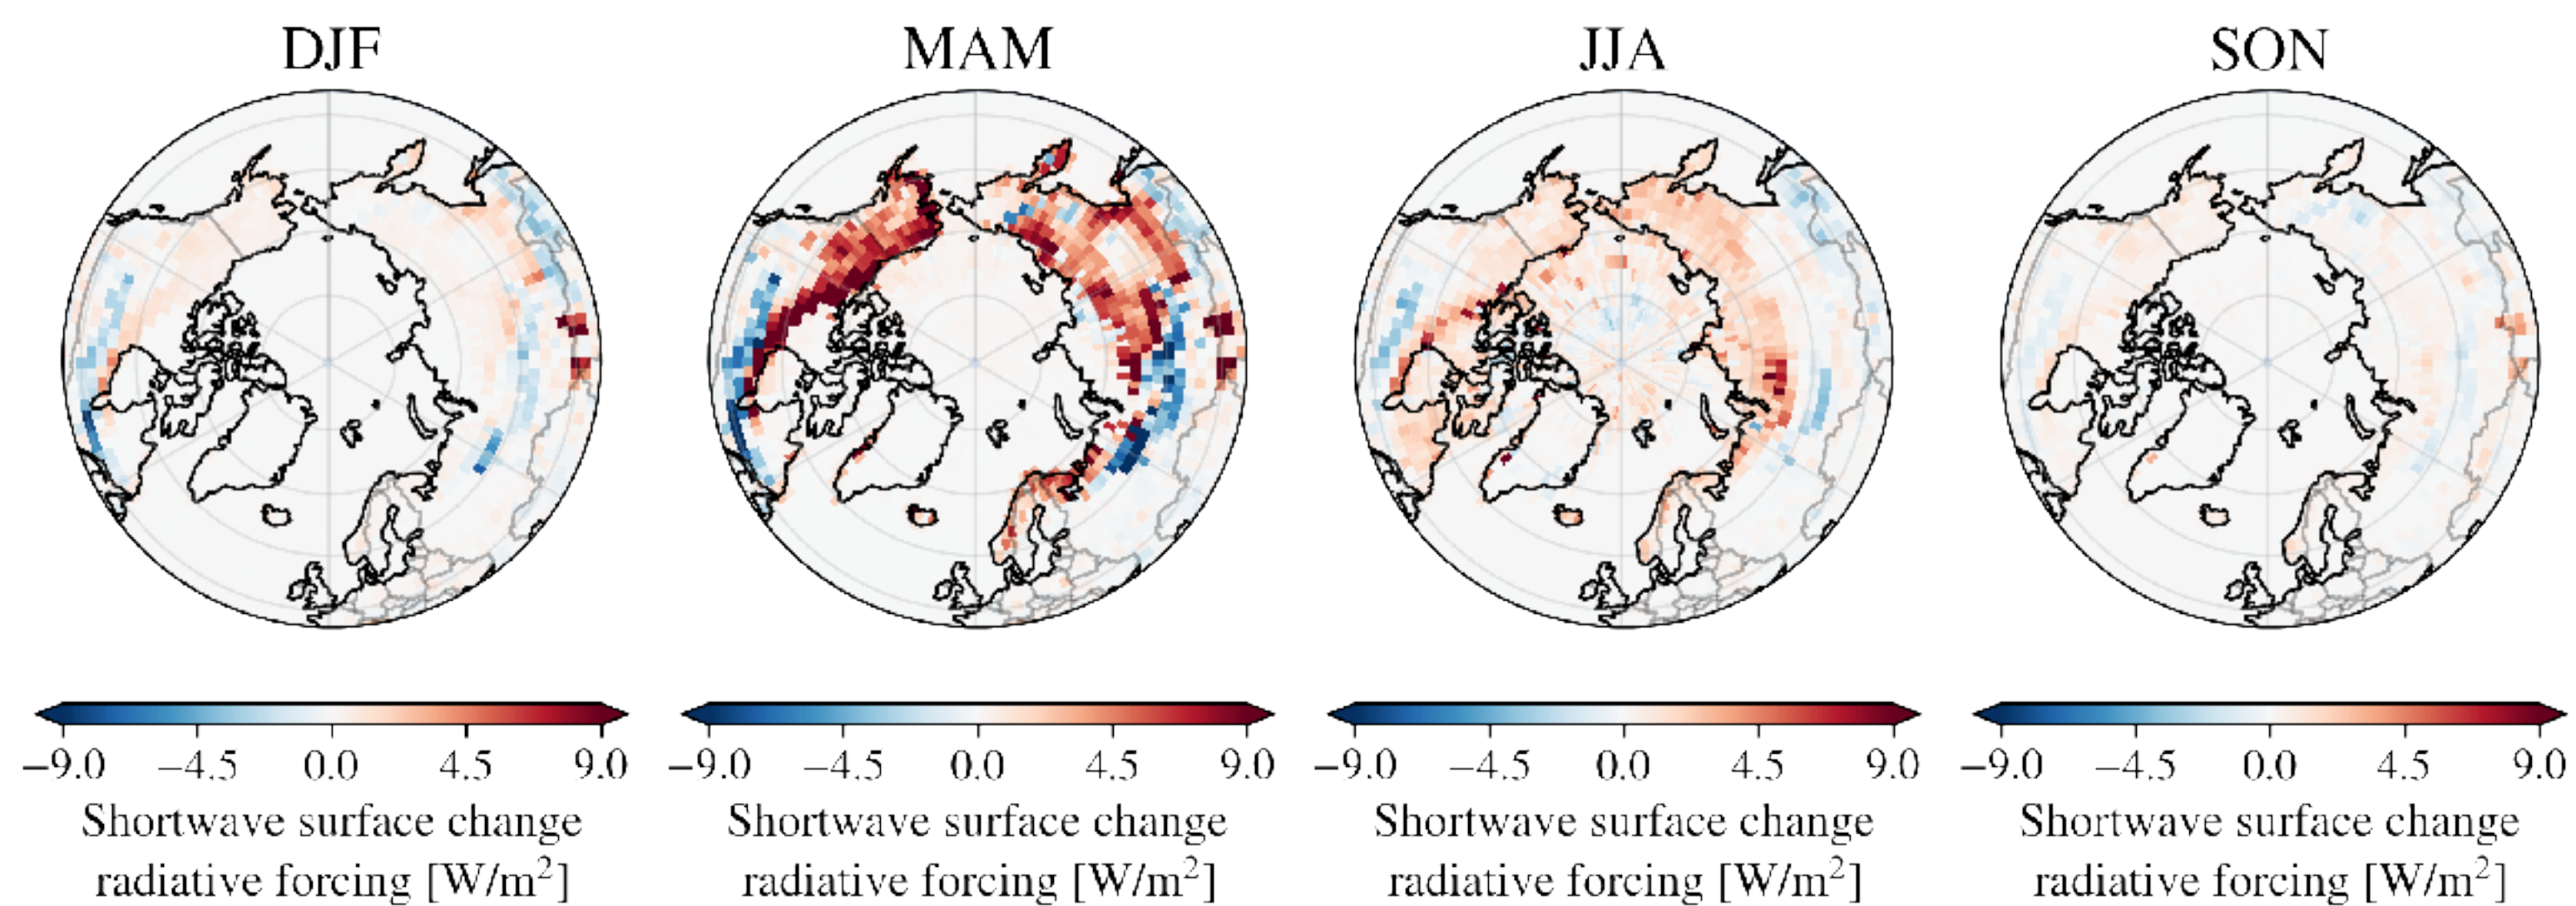 DJF MAM JJA SON
−9.0 −4.5 0.0 4.5 9.0 −9.0 −4.5 0.0 4.5 9.0 −9.0 −4.5 0.0 4.5 9.0 −9.0 −4.5 0.0 4.5 9.0
Shortwave surface change Shortwave surface change Shortwave surface change Shortwave surface change
radiative forcing [W/m²] radiative forcing [W/m²] radiative forcing [W/m²] radiative forcing [W/m²]